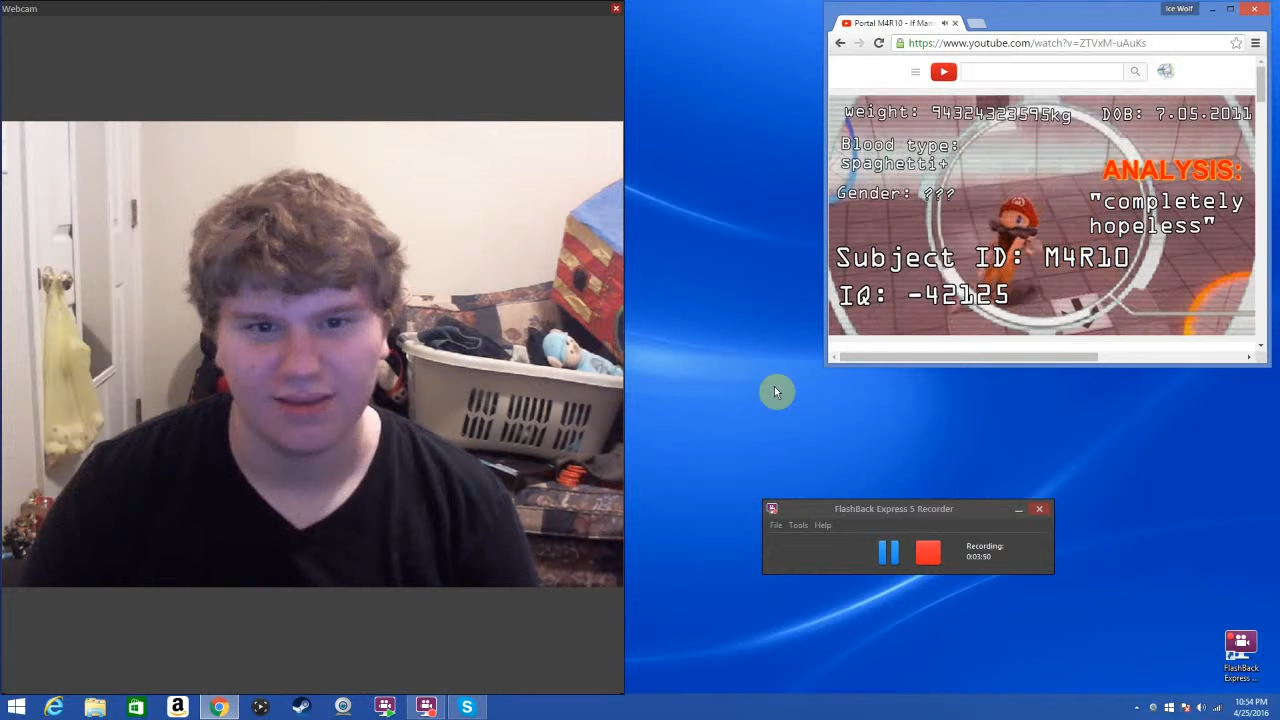 Webcam
Ice Wolf
Portal M4R10 - If Mari
https://www.youtube.com/watch?v=ZTVxM-uAuKs
weight: 94324323595kg
DOB: 7.05.2011
Blood type:
spaghetti+
Gender: ???
ANALYSIS:
"completely
hopeless"
Subject ID: M4R10
IQ: -42125
FlashBack Express 5 Recorder
File Tools Help
Recording:
0:03:50
FlashBack
Express ...
10:54 PM
4/25/2016